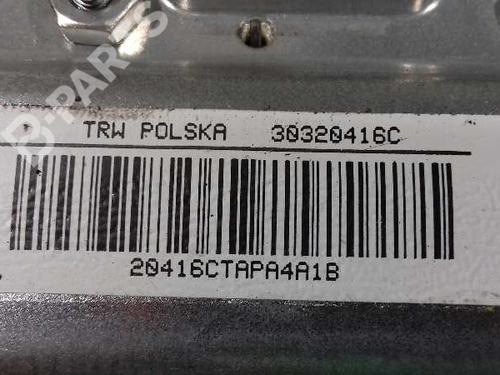 B-PARTS
TRW POLSKA 30320416C
20416CTAPA4A1B